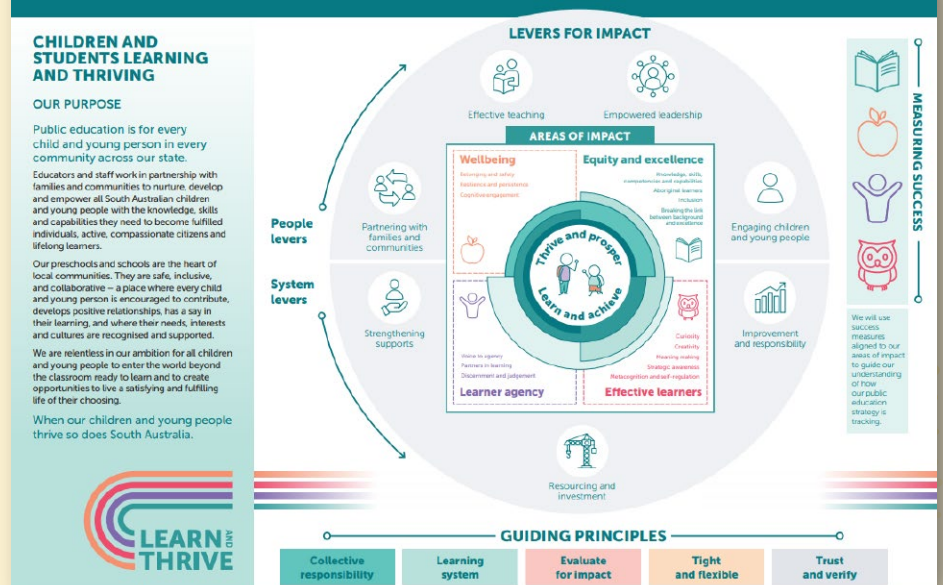 CHILDREN AND
STUDENTS LEARNING
AND THRIVING
OUR PURPOSE
Public education is for every
child and young person in every
community across our state.
Educators and staff work in partnership with
families and communities to nurture, develop
and empower all South Australian children
and young people with the knowledge, skills
and capabilities they need to become fulfilled
individuals, active, compassionate citizens and
lifelong learners.
Our preschools and schools are the heart of
local communities. They are safe, inclusive,
and collaborative – a place where every child
and young person is encouraged to contribute,
develops positive relationships, has a say in
their learning, and where their needs, interests
and cultures are recognised and supported.
We are relentless in our ambition for all children
and young people to enter the world beyond
the classroom ready to learn and to create
opportunities to live a satisfying and fulfilling
life of their choosing.
When our children and young people
thrive so does South Australia.
LEARN AND
THRIVE
LEVERS FOR IMPACT
Effective teaching
Empowered leadership
People
levers
System
levers
Partnering with
families and
communities
Engaging children
and young people
Strengthening
supports
Improvement
and responsibility
Resourcing and
investment
AREAS OF IMPACT
Wellbeing
Belonging and safety
Resilience and persistence
Cognitive engagement
Equity and excellence
Knowledge, skills,
competencies and capabilities
Aboriginal learners
Inclusion
Breaking the link
between background
and excellence
Thrive and prosper
Learn and achieve
Voice in agency
Partners in learning
Discernment and judgement
Learner agency
Curiosity
Creativity
Meaning making
Strategic awareness
Metacognition and self-regulation
Effective learners
MEASURING SUCCESS
We will use
success
measures
aligned to our
areas of impact
to guide our
understanding
of how
our public
education
strategy is
tracking.
GUIDING PRINCIPLES
Collective
responsibility
Learning
system
Evaluate
for impact
Tight
and flexible
Trust
and verify